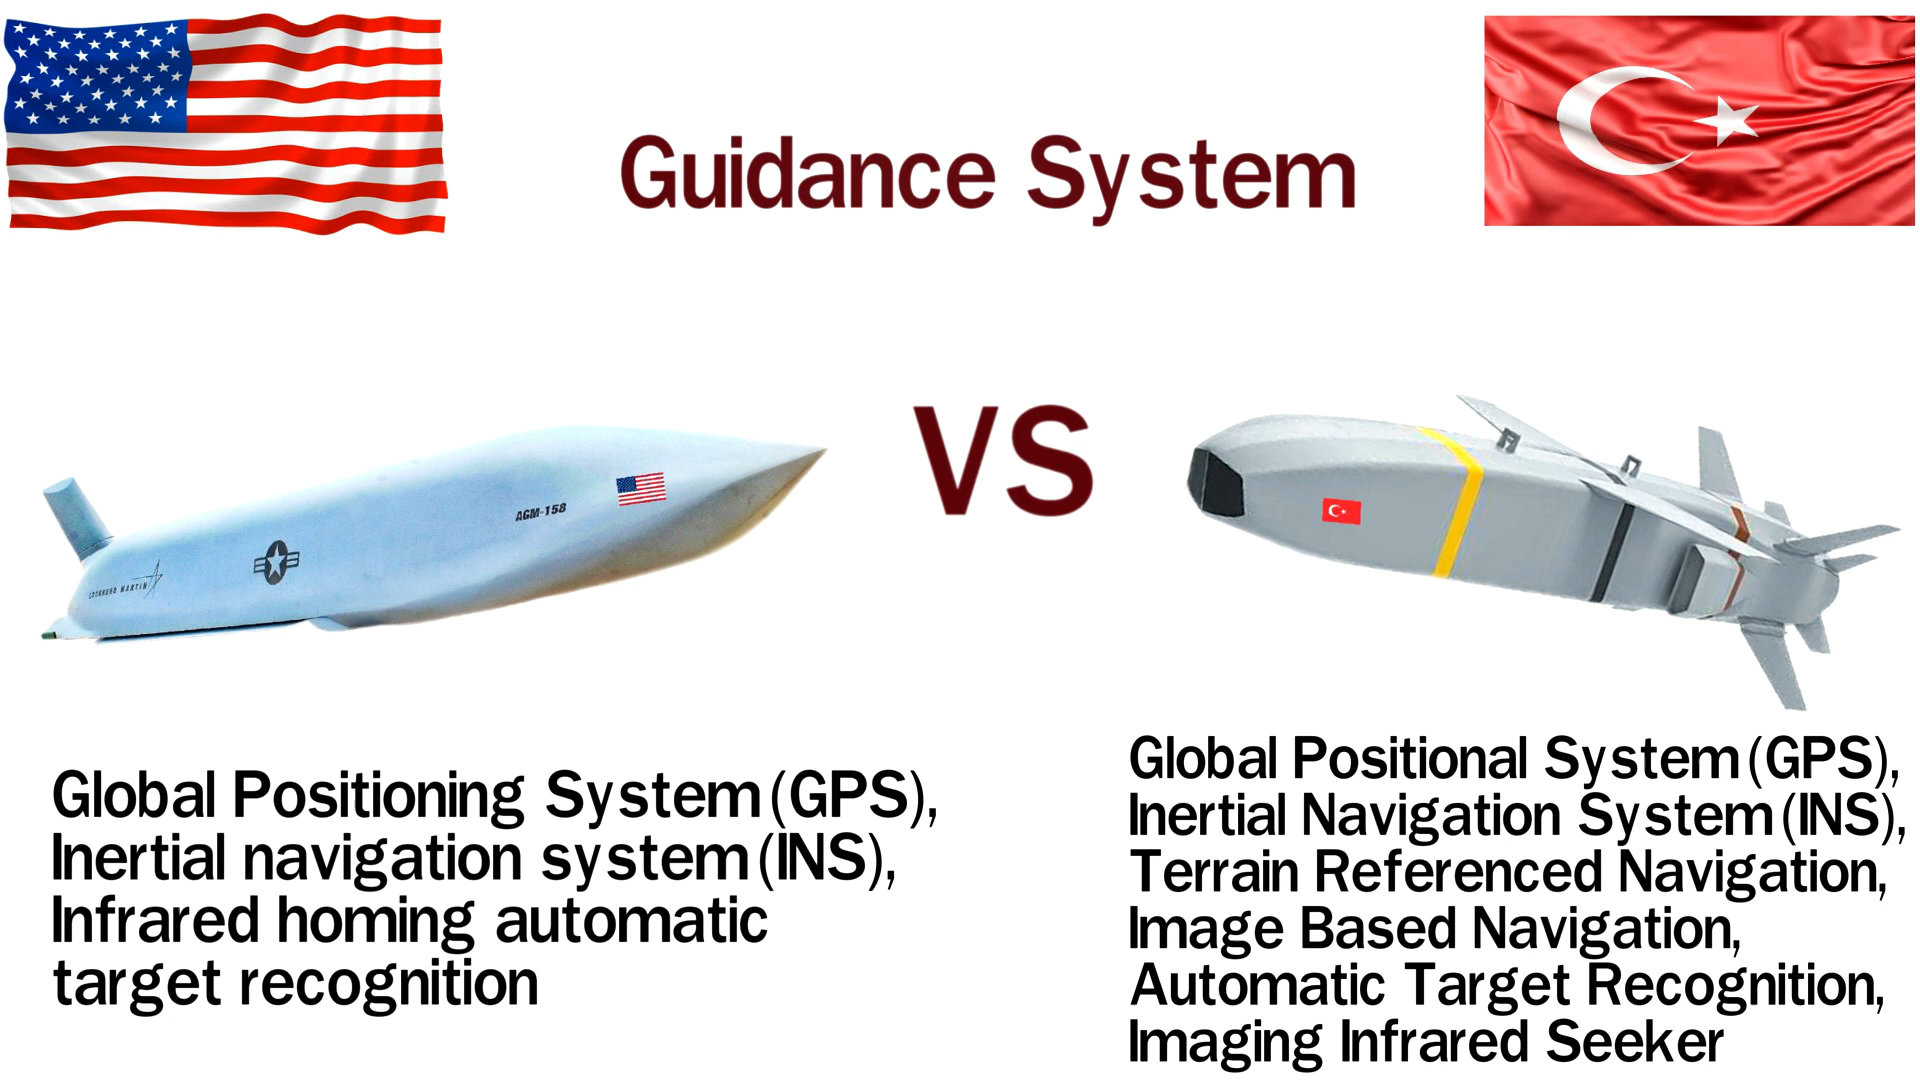 Guidance System
VS
AGM-158
LOCKHEED MARTIN
Global Positioning System(GPS),
Inertial navigation system(INS),
Infrared homing automatic
target recognition
Global Positional System(GPS),
Inertial Navigation System(INS),
Terrain Referenced Navigation,
Image Based Navigation,
Automatic Target Recognition,
Imaging Infrared Seeker